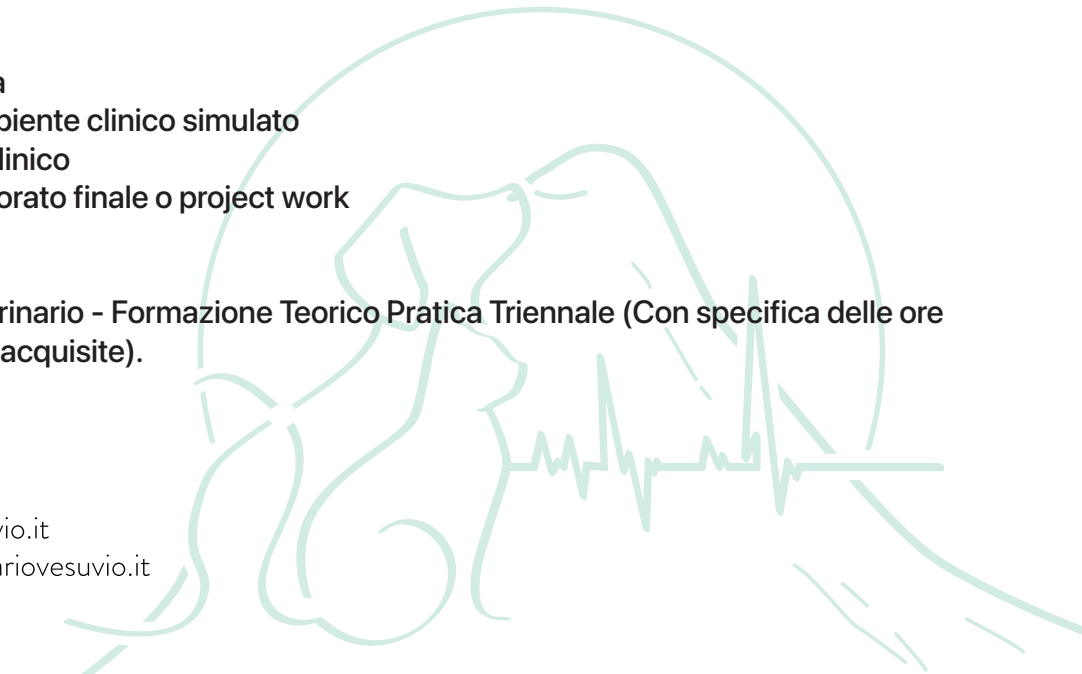 a
biente clinico simulato
linico
orato finale o project work
rinario - Formazione Teorico Pratica Triennale (Con specifica delle ore
acquisite).
vio.it
ariovesuvio.it